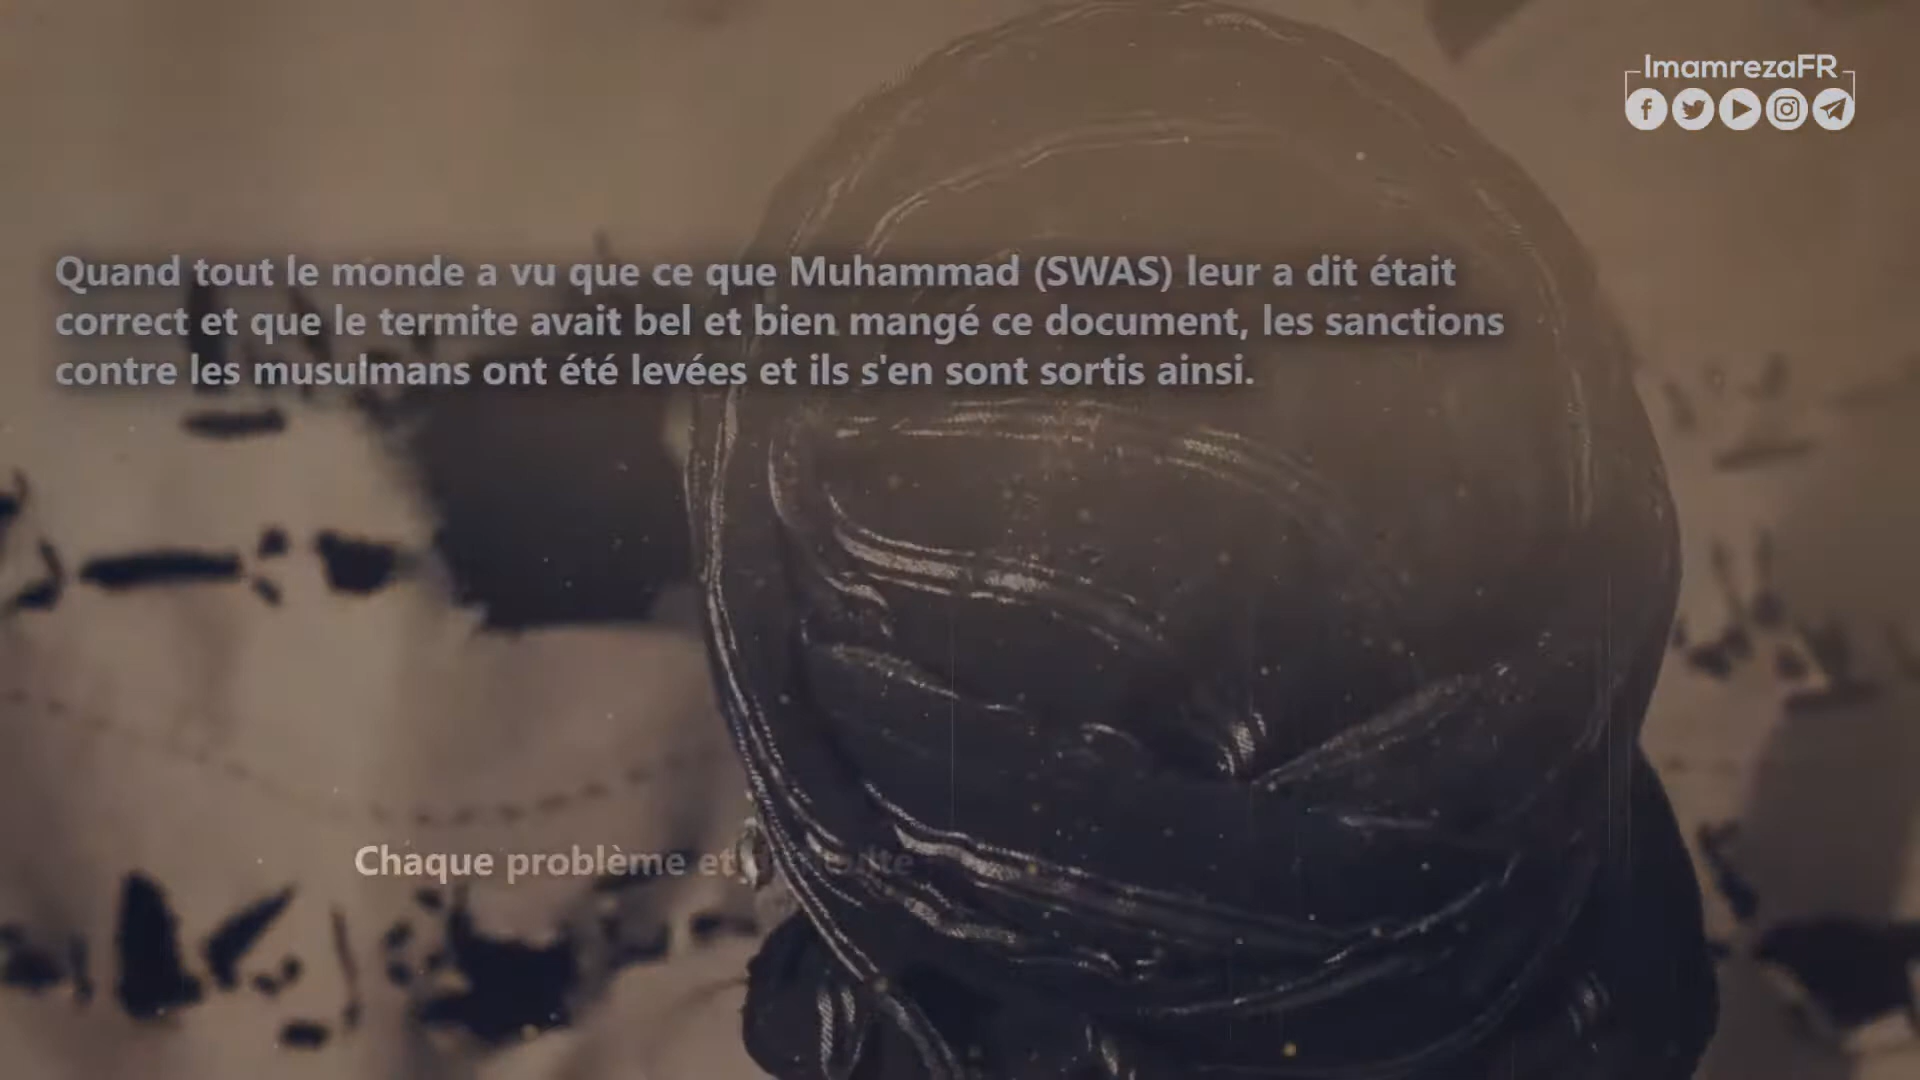 ImamrezaFR
Quand tout le monde a vu que ce que Muhammad (SWAS) leur a dit était
correct et que le termite avait bel et bien mangé ce document, les sanctions
contre les musulmans ont été levées et ils s'en sont sortis ainsi.
Chaque problème et